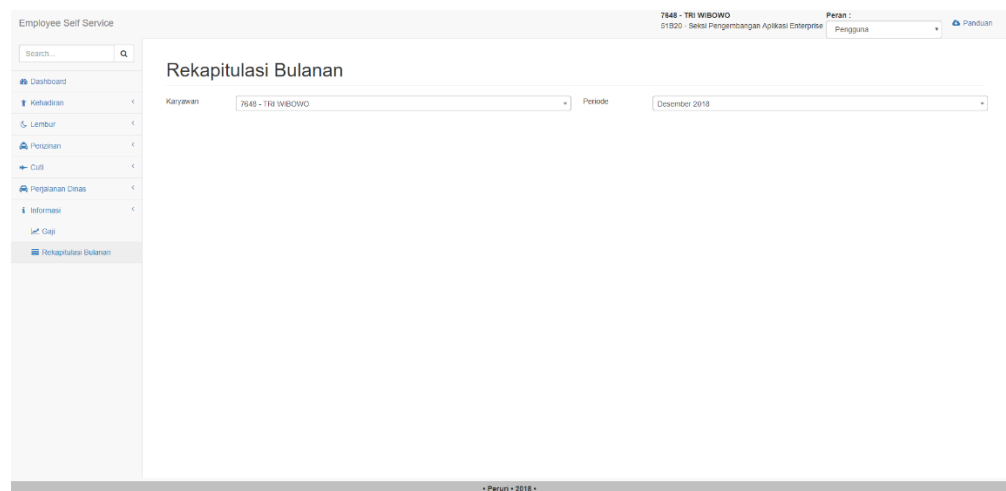 Employee Self Service
7648 - TRI WIBOWO
51B20 - Seksi Pengembangan Aplikasi Enterprise
Peran :
Pengguna
Panduan
Search...
Dashboard
Kehadiran
Lembur
Perizinan
Cuti
Perjalanan Dinas
Informasi
Gaji
Rekapitulasi Bulanan
Rekapitulasi Bulanan
Karyawan
7648 - TRI WIBOWO
Periode
Desember 2018
• Peruri • 2018 •